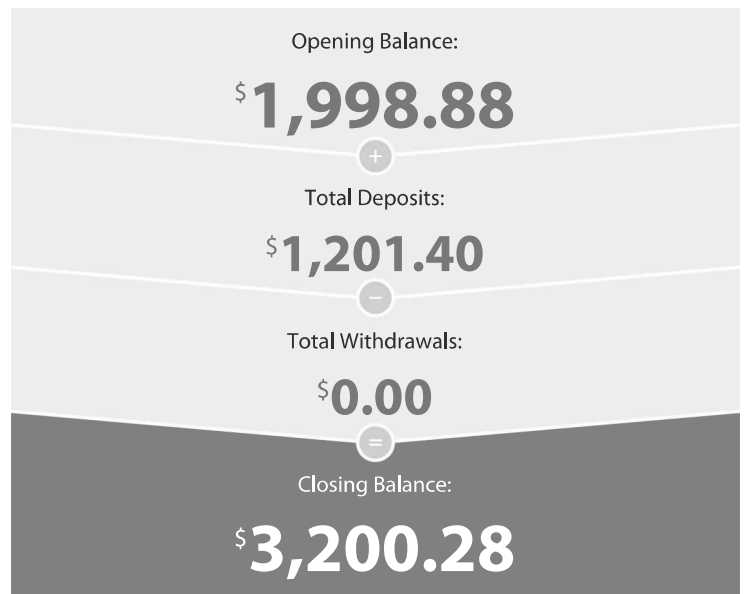 Opening Balance:
$1,998.88
+
Total Deposits:
$1,201.40
−
Total Withdrawals:
$0.00
=
Closing Balance:
$3,200.28